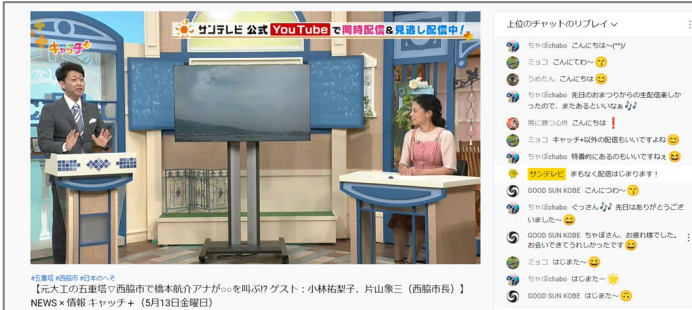 キャッチ+
サンテレビ 公式 YouTube で同時配信&見逃し配信中!
#五重塔 #西脇市 #日本のへそ
【元大工の五重塔▽西脇市で橋本航介アナが○○を叫ぶ!? ゲスト：小林祐梨子、片山象三（西脇市長）】
NEWS×情報 キャッチ+（5月13日金曜日）
上位のチャットのリプレイ
ちゃぼchabo こんにちは～(^^)/
ミョコ こんてわ～
うめたん こんにちは
ちゃぼchabo 先日のおまつりからの生配信楽しか
ったので、またあるといいなぁ
常に勝つ心!!! こんにちは
ミョコ キャッチ+以外の配信もいいですよね
ちゃぼchabo 特番的にあるのもいいですねぇ
サンテレビ まもなく配信はじまります！
GOOD SUN KOBE こんにつわ～
ちゃぼchabo ぐっさん 先日はありがとうござ
いました～
GOOD SUN KOBE ちゃぼさん、お疲れ様でした。
お会いできてうれしかったです
ミョコ はじまた～
ちゃぼchabo はじまたー
GOOD SUN KOBE はじまた～